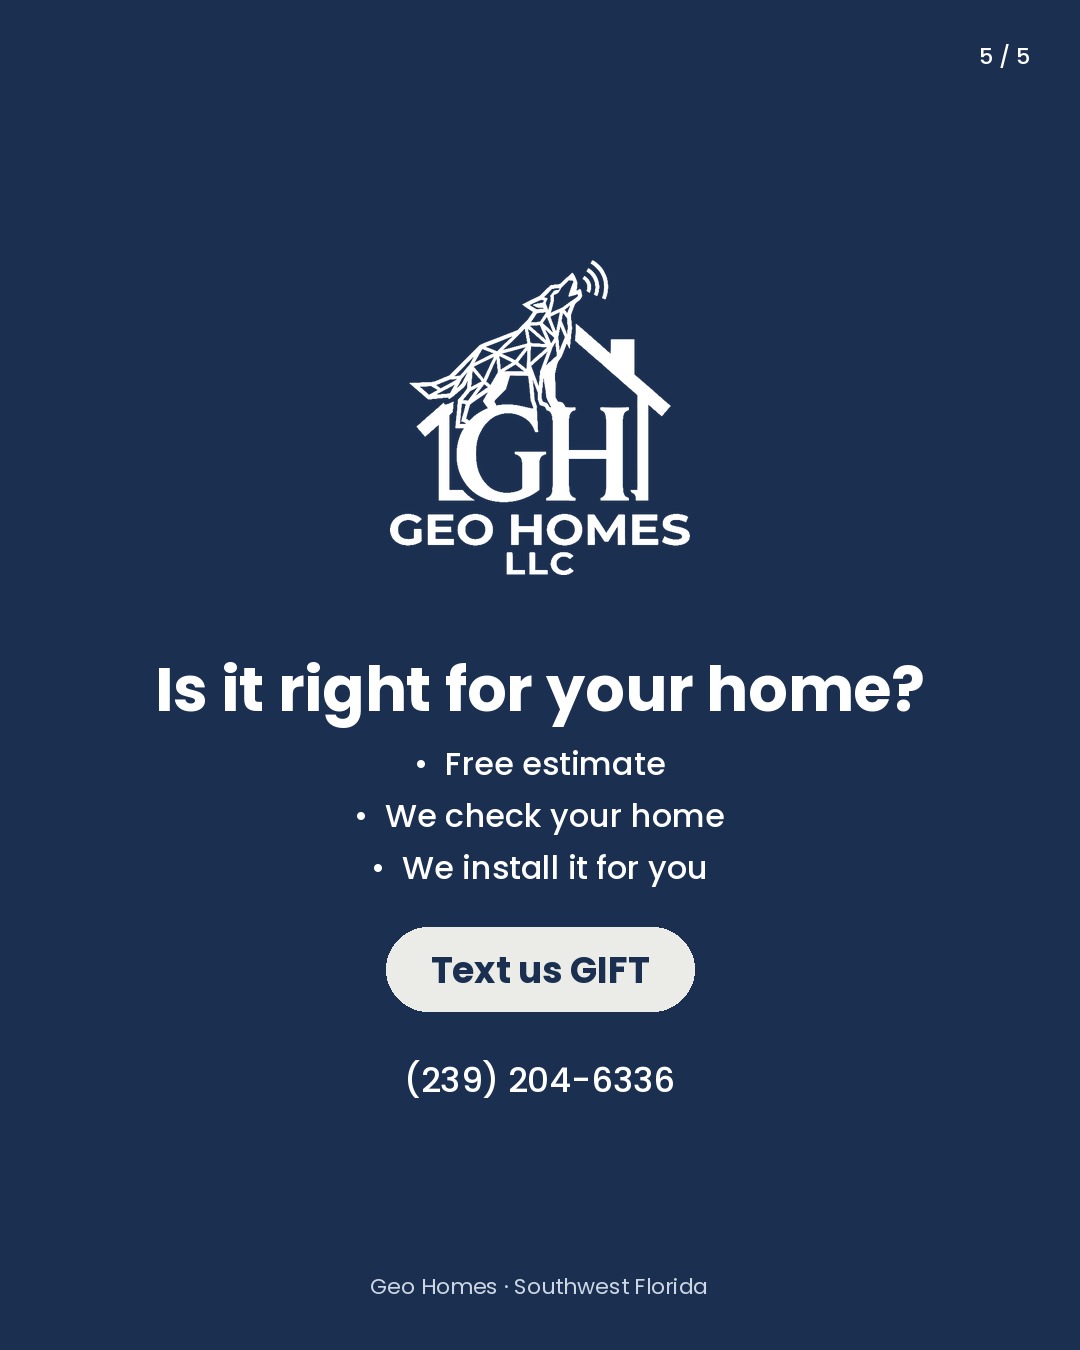 5 / 5
GH
GEO HOMES
LLC
Is it right for your home?
• Free estimate
• We check your home
• We install it for you
Text us GIFT
(239) 204-6336
Geo Homes · Southwest Florida